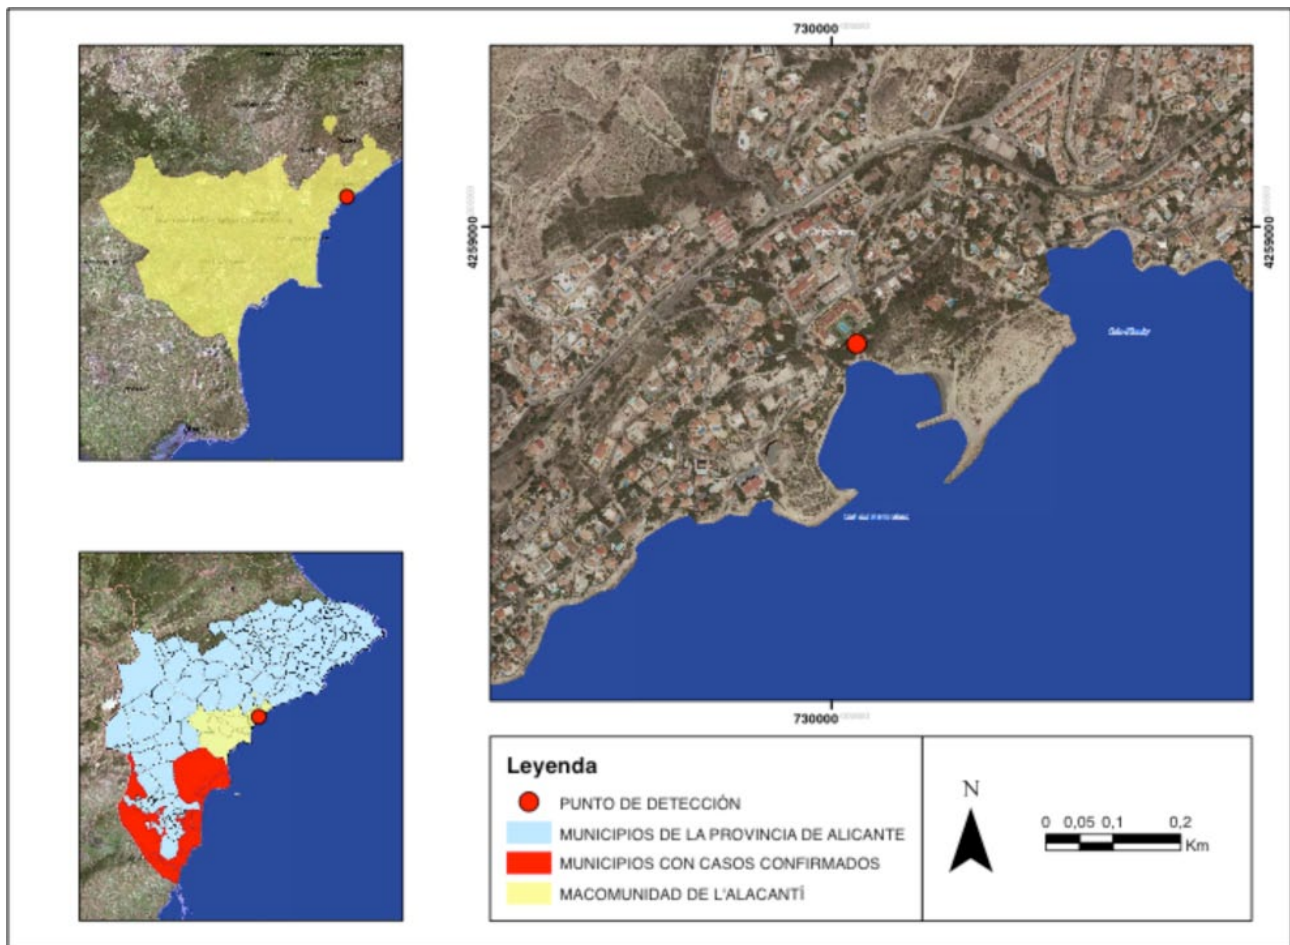 730000
4259000
4259000
730000
Leyenda
PUNTO DE DETECCIÓN
MUNICIPIOS DE LA PROVINCIA DE ALICANTE
MUNICIPIOS CON CASOS CONFIRMADOS
MACOMUNIDAD DE L'ALACANTÍ
N
0 0,05 0,1 0,2
Km